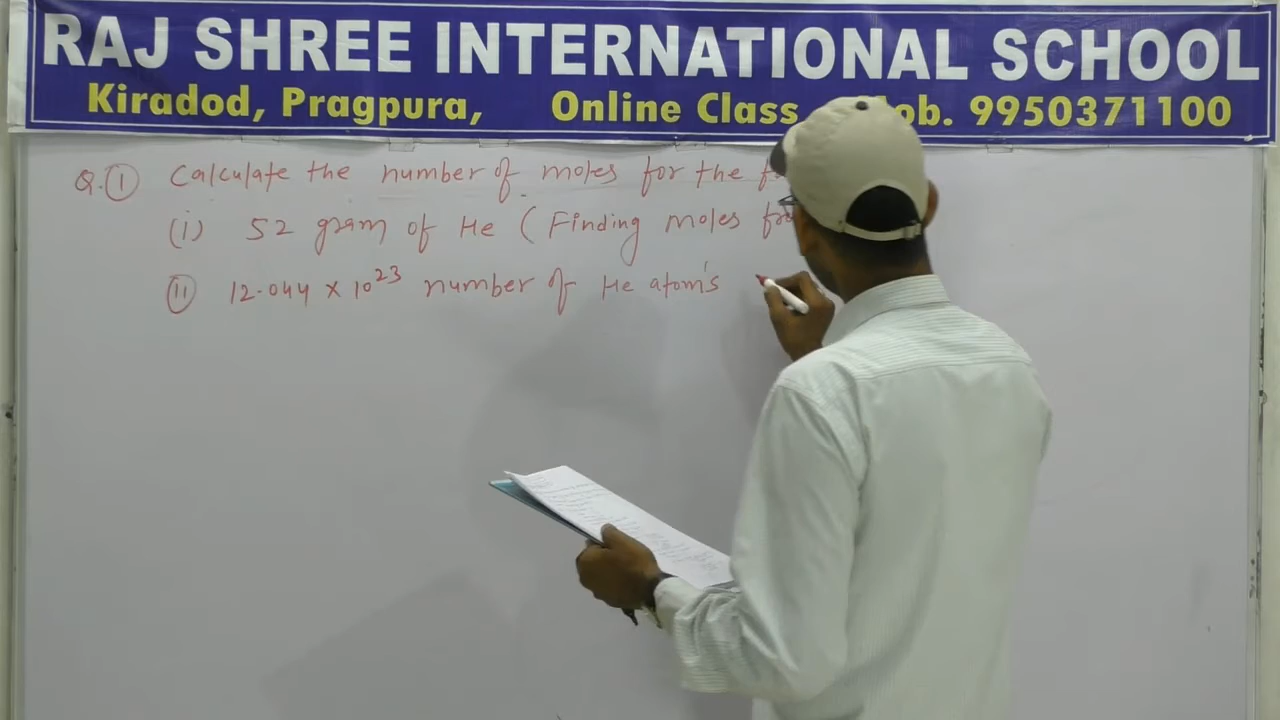 RAJ SHREE INTERNATIONAL SCHOOL
Kiradod, Pragpura, Online Class 9950371100
Q.① Calculate the number of moles for the
(i) 52 gram of He (Finding moles
(ii) 12.044 × 10²³ number of He atom's